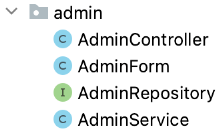 admin
C AdminController
C AdminForm
I AdminRepository
C AdminService